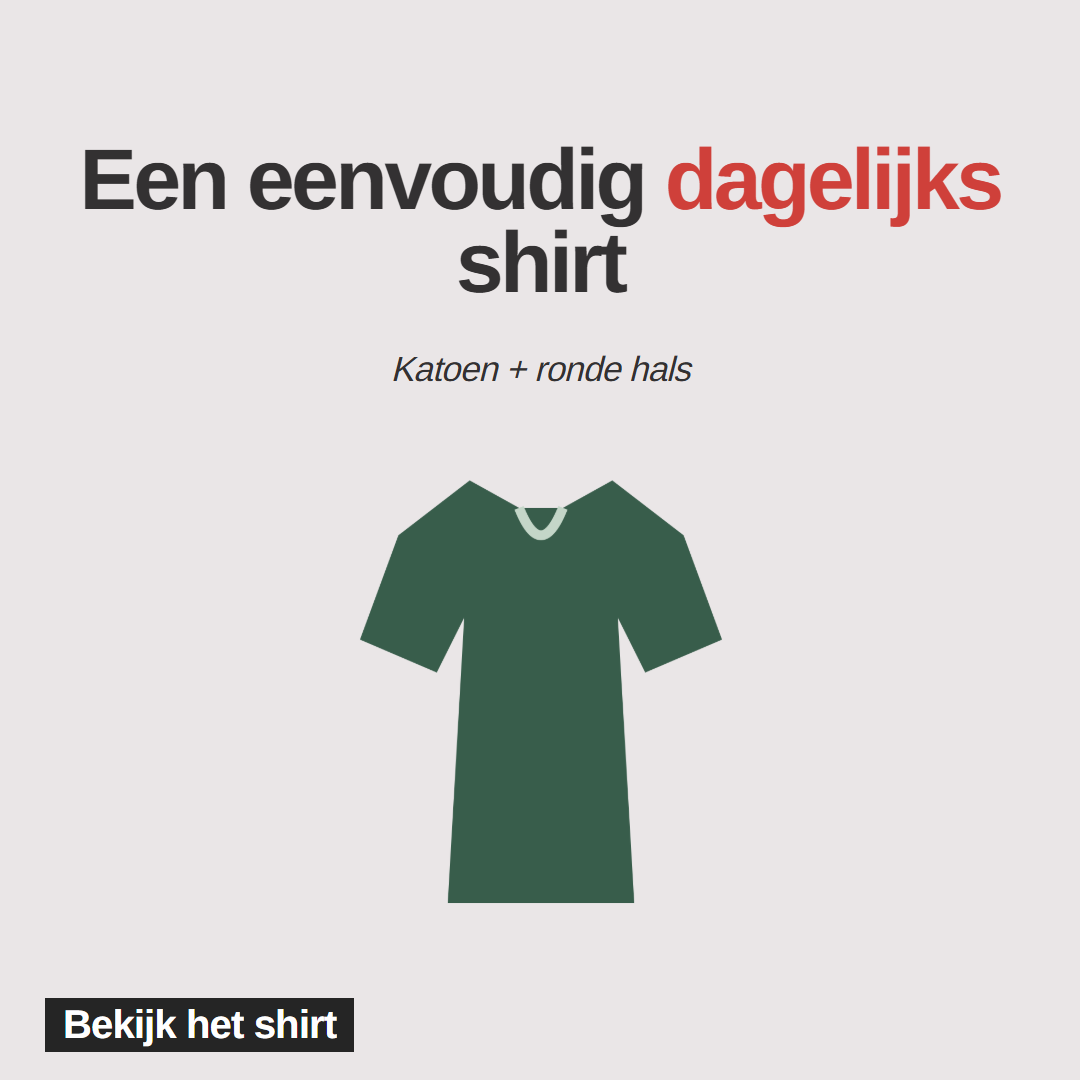 Een eenvoudig dagelijks
shirt
Katoen + ronde hals
Bekijk het shirt